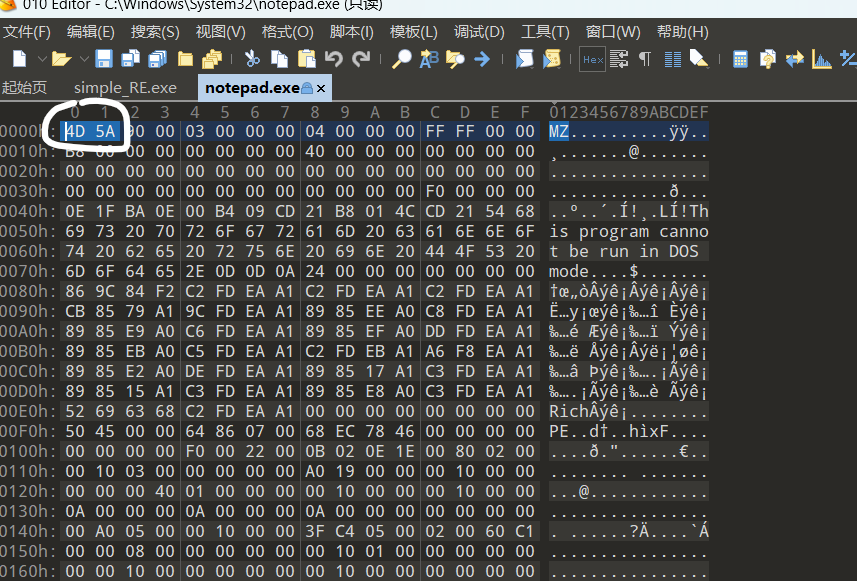 010 Editor - C:\Windows\System32\notepad.exe (只读)
文件(F) 编辑(E) 搜索(S) 视图(V) 格式(O) 脚本(I) 模板(L) 调试(D) 工具(T) 窗口(W) 帮助(H)
Hex
起始页 simple_RE.exe notepad.exe ×
0 1 2 3 4 5 6 7 8 9 A B C D E F 0123456789ABCDEF
0000h: 4D 5A 90 00 03 00 00 00 04 00 00 00 FF FF 00 00 MZ..........ÿÿ..
0010h: B8 00 00 00 00 00 00 00 40 00 00 00 00 00 00 00 ¸.......@.......
0020h: 00 00 00 00 00 00 00 00 00 00 00 00 00 00 00 00 ................
0030h: 00 00 00 00 00 00 00 00 00 00 00 00 F0 00 00 00 ............ð...
0040h: 0E 1F BA 0E 00 B4 09 CD 21 B8 01 4C CD 21 54 68 ..º..´.Í!¸.LÍ!Th
0050h: 69 73 20 70 72 6F 67 72 61 6D 20 63 61 6E 6E 6F is program canno
0060h: 74 20 62 65 20 72 75 6E 20 69 6E 20 44 4F 53 20 t be run in DOS
0070h: 6D 6F 64 65 2E 0D 0D 0A 24 00 00 00 00 00 00 00 mode....$.......
0080h: 86 9C 84 F2 C2 FD EA A1 C2 FD EA A1 C2 FD EA A1 †œ„òÂýê¡Âýê¡Âýê¡
0090h: CB 85 79 A1 9C FD EA A1 89 85 EE A0 C8 FD EA A1 Ë…y¡œýê¡‰…î Èýê¡
00A0h: 89 85 E9 A0 C6 FD EA A1 89 85 EF A0 DD FD EA A1 ‰…é Æýê¡‰…ï Ýýê¡
00B0h: 89 85 EB A0 C5 FD EA A1 C2 FD EB A1 A6 F8 EA A1 ‰…ë Åýê¡Âýë¡¦øê¡
00C0h: 89 85 E2 A0 DE FD EA A1 89 85 17 A1 C3 FD EA A1 ‰…â Þýê¡‰….¡Ãýê¡
00D0h: 89 85 15 A1 C3 FD EA A1 89 85 E8 A0 C3 FD EA A1 ‰….¡Ãýê¡‰…è Ãýê¡
00E0h: 52 69 63 68 C2 FD EA A1 00 00 00 00 00 00 00 00 RichÂýê¡........
00F0h: 50 45 00 00 64 86 07 00 68 EC 78 46 00 00 00 00 PE..d†..hìxF....
0100h: 00 00 00 00 F0 00 22 00 0B 02 0E 1E 00 80 02 00 ....ð.".....€..
0110h: 00 10 03 00 00 00 00 00 A0 19 00 00 00 10 00 00 ........ .......
0120h: 00 00 00 40 01 00 00 00 00 10 00 00 00 10 00 00 ...@............
0130h: 0A 00 00 00 0A 00 00 00 0A 00 00 00 00 00 00 00 ................
0140h: 00 A0 05 00 00 10 00 00 3F C4 05 00 02 00 60 C1 . ......?Ä....`Á
0150h: 00 00 08 00 00 00 00 00 00 10 01 00 00 00 00 00 ................
0160h: 00 00 10 00 00 00 00 00 00 10 00 00 00 00 00 00 ................